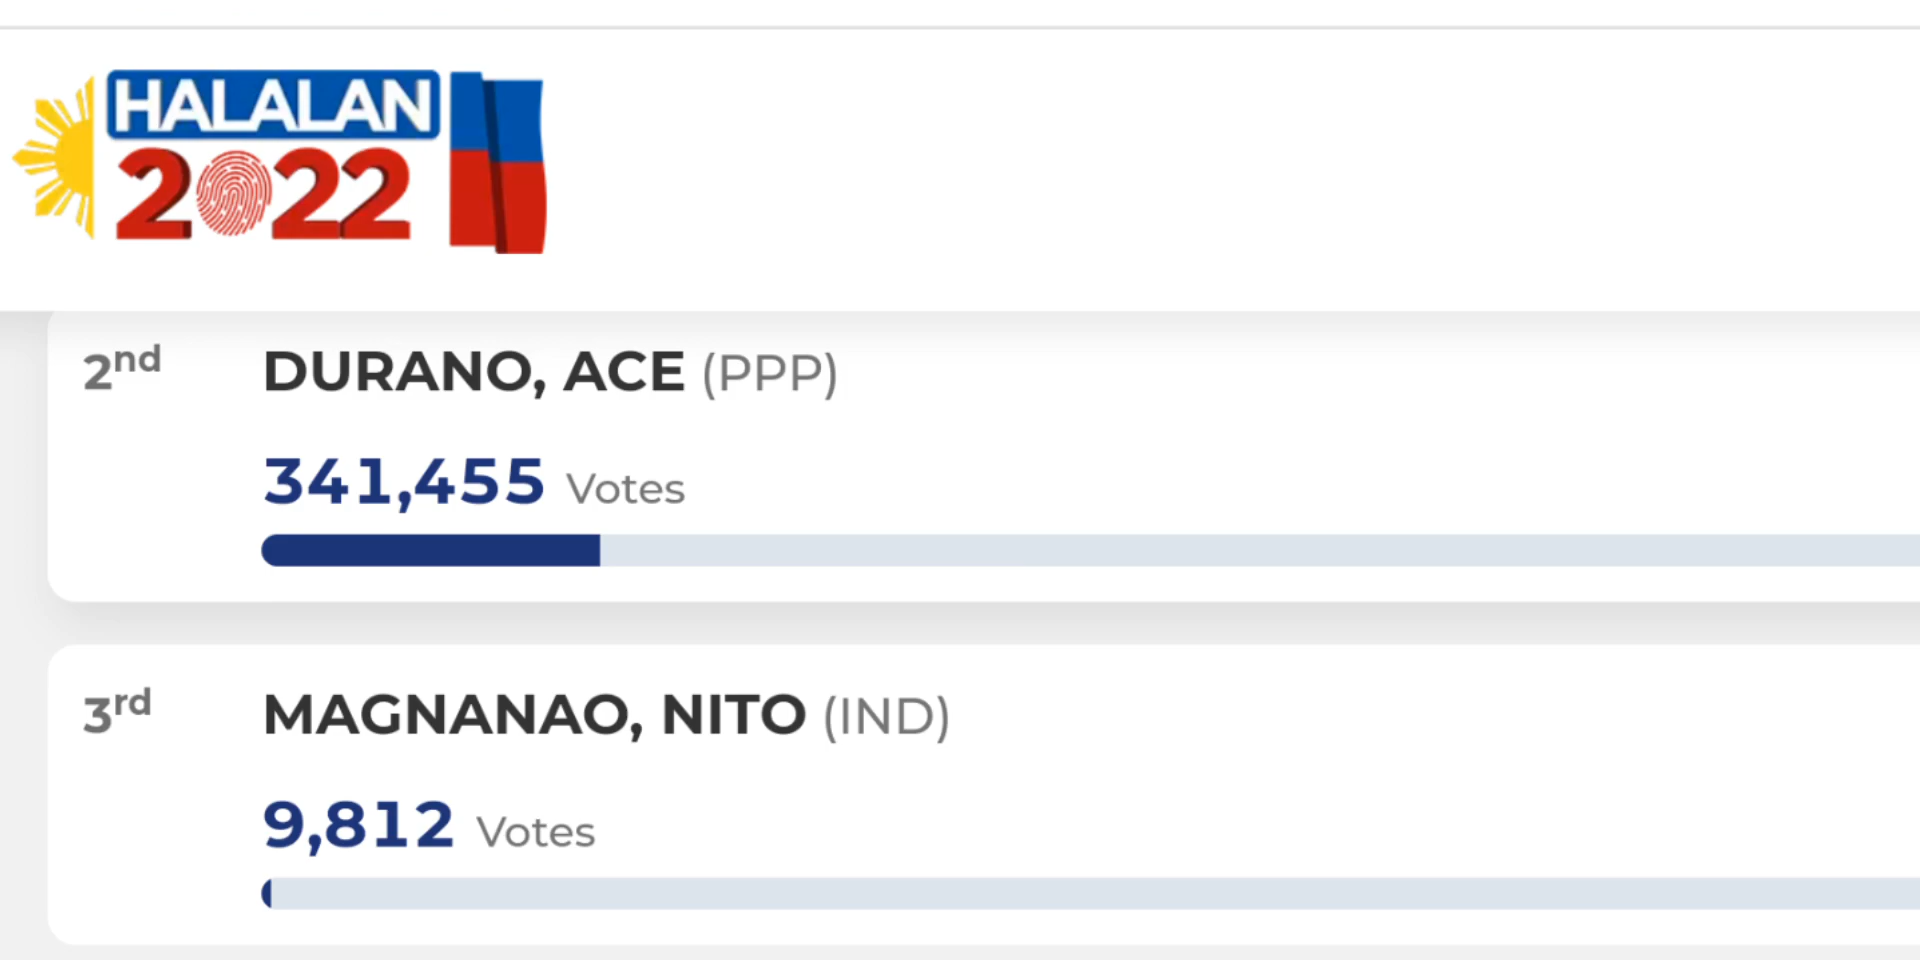 HALALAN
2022
2nd DURANO, ACE (PPP)
341,455 Votes
3rd MAGNANAO, NITO (IND)
9,812 Votes